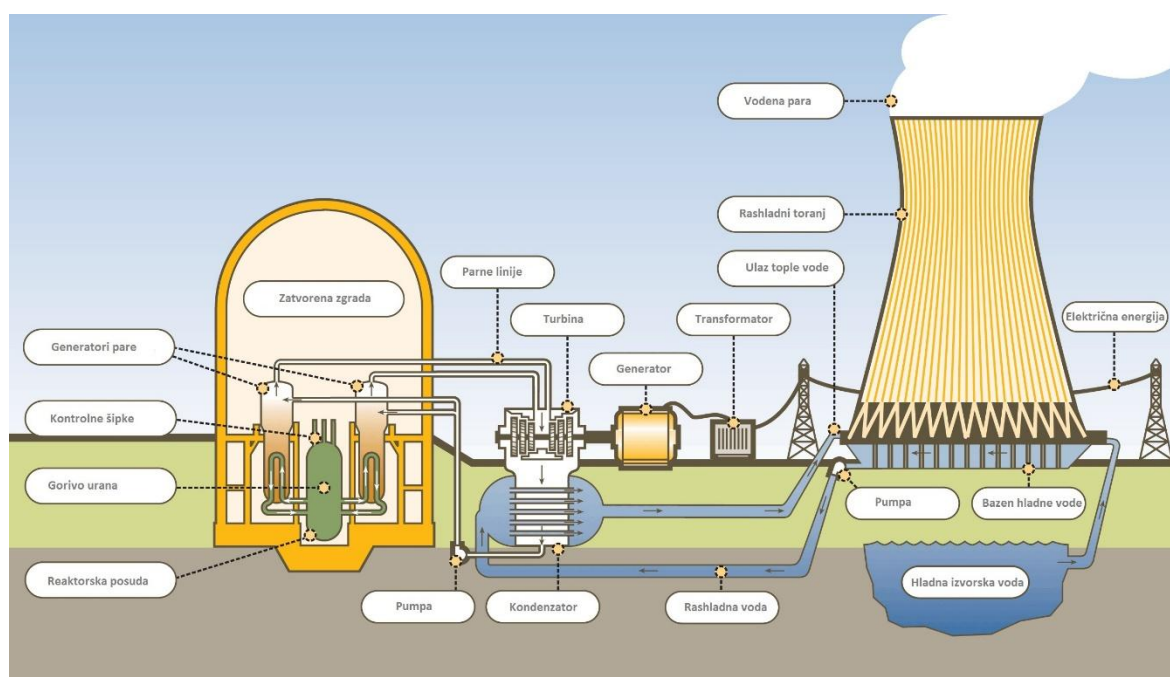 Vodena para
Rashladni toranj
Parne linije
Ulaz tople vode
Zatvorena zgrada
Turbina
Transformator
Električna energija
Generatori pare
Generator
Kontrolne šipke
Gorivo urana
Pumpa
Bazen hladne vode
Reaktorska posuda
Hladna izvorska voda
Pumpa
Kondenzator
Rashladna voda